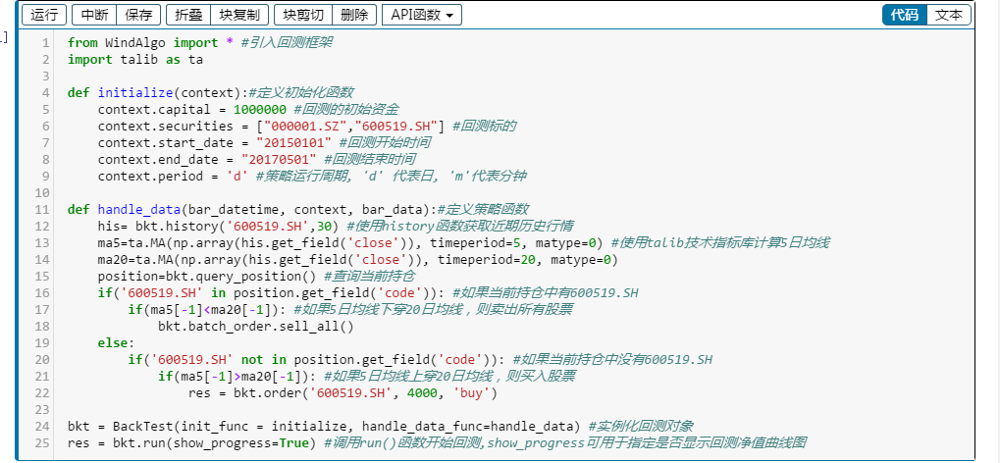 运行 中断 保存 折叠 块复制 块剪切 删除 API函数 代码 文本
1 from WindAlgo import * #引入回测框架
2 import talib as ta
3
4 def initialize(context):#定义初始化函数
5     context.capital = 1000000 #回测的初始资金
6     context.securities = ["000001.SZ","600519.SH"] #回测标的
7     context.start_date = "20150101" #回测开始时间
8     context.end_date = "20170501" #回测结束时间
9     context.period = 'd' #策略运行周期, 'd' 代表日, 'm'代表分钟
10
11 def handle_data(bar_datetime, context, bar_data):#定义策略函数
12     his= bkt.history('600519.SH',30) #使用history函数获取近期历史行情
13     ma5=ta.MA(np.array(his.get_field('close')), timeperiod=5, matype=0) #使用talib技术指标库计算5日均线
14     ma20=ta.MA(np.array(his.get_field('close')), timeperiod=20, matype=0)
15     position=bkt.query_position() #查询当前持仓
16     if('600519.SH' in position.get_field('code')): #如果当前持仓中有600519.SH
17         if(ma5[-1]<ma20[-1]): #如果5日均线下穿20日均线，则卖出所有股票
18             bkt.batch_order.sell_all()
19     else:
20         if('600519.SH' not in position.get_field('code')): #如果当前持仓中没有600519.SH
21             if(ma5[-1]>ma20[-1]): #如果5日均线上穿20日均线，则买入股票
22                 res = bkt.order('600519.SH', 4000, 'buy')
23
24 bkt = BackTest(init_func = initialize, handle_data_func=handle_data) #实例化回测对象
25 res = bkt.run(show_progress=True) #调用run()函数开始回测,show_progress可用于指定是否显示回测净值曲线图